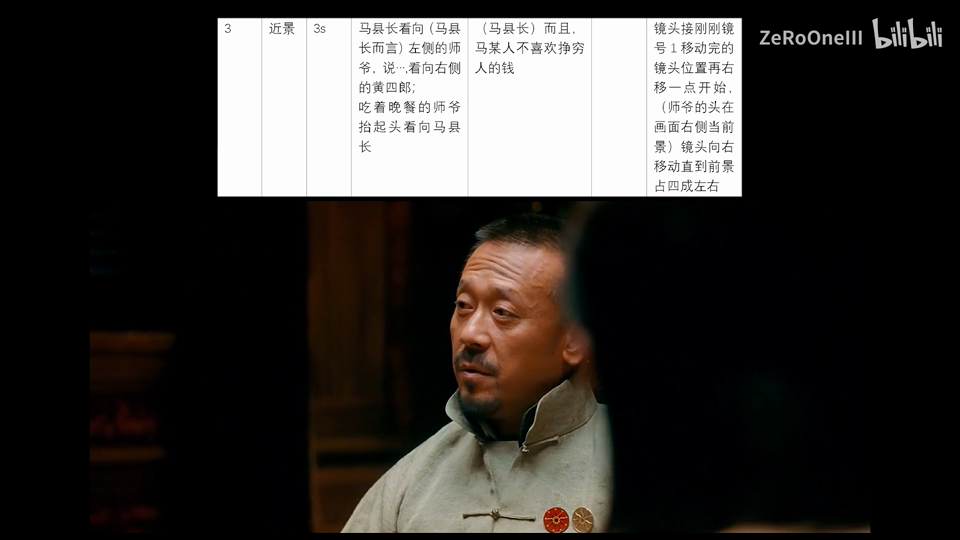 ZeRoOneIII bilibili
3
近景
3s
马县长看向（马县
长而言）左侧的师
爷，说…,看向右侧
的黄四郎；
吃着晚餐的师爷
抬起头看向马县
长
（马县长）而且，
马某人不喜欢挣穷
人的钱
镜头接刚刚镜
号 1 移动完的
镜头位置再右
移一点开始，
（师爷的头在
画面右侧当前
景）镜头向右
移动直到前景
占四成左右